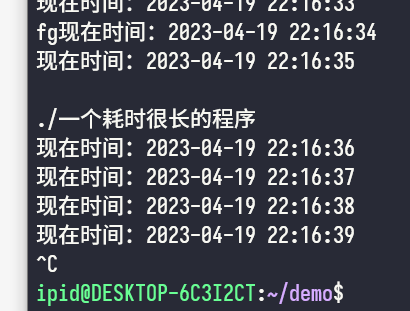 现在时间: 2023-04-19 22:16:33
fg现在时间: 2023-04-19 22:16:34
现在时间: 2023-04-19 22:16:35
./一个耗时很长的程序
现在时间: 2023-04-19 22:16:36
现在时间: 2023-04-19 22:16:37
现在时间: 2023-04-19 22:16:38
现在时间: 2023-04-19 22:16:39
^C
ipid@DESKTOP-6C3I2CT:~/demo$